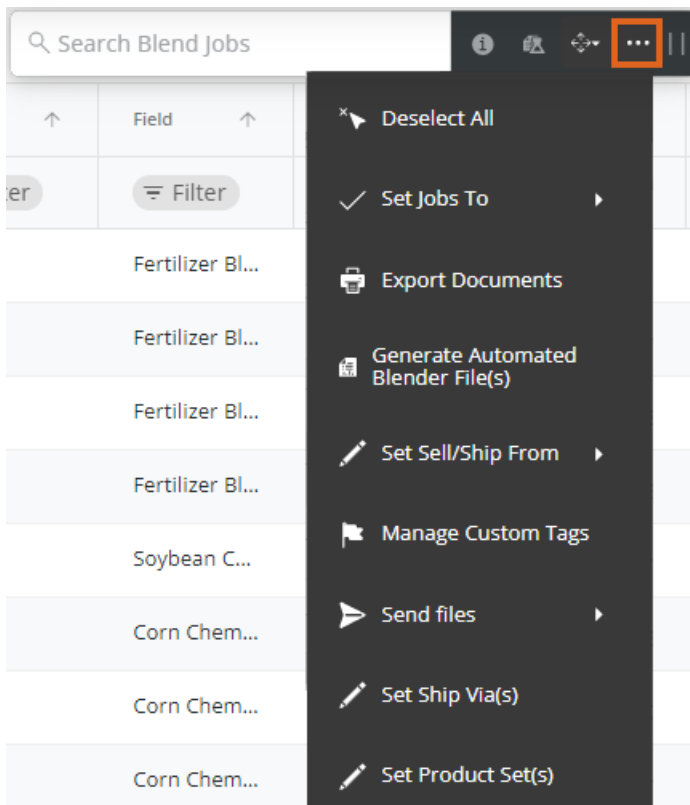 Search Blend Jobs
Field
er
Filter
Deselect All
Set Jobs To
Export Documents
Generate Automated
Blender File(s)
Set Sell/Ship From
Manage Custom Tags
Send files
Set Ship Via(s)
Set Product Set(s)
Fertilizer Bl...
Fertilizer Bl...
Fertilizer Bl...
Fertilizer Bl...
Soybean C...
Corn Chem...
Corn Chem...
Corn Chem...